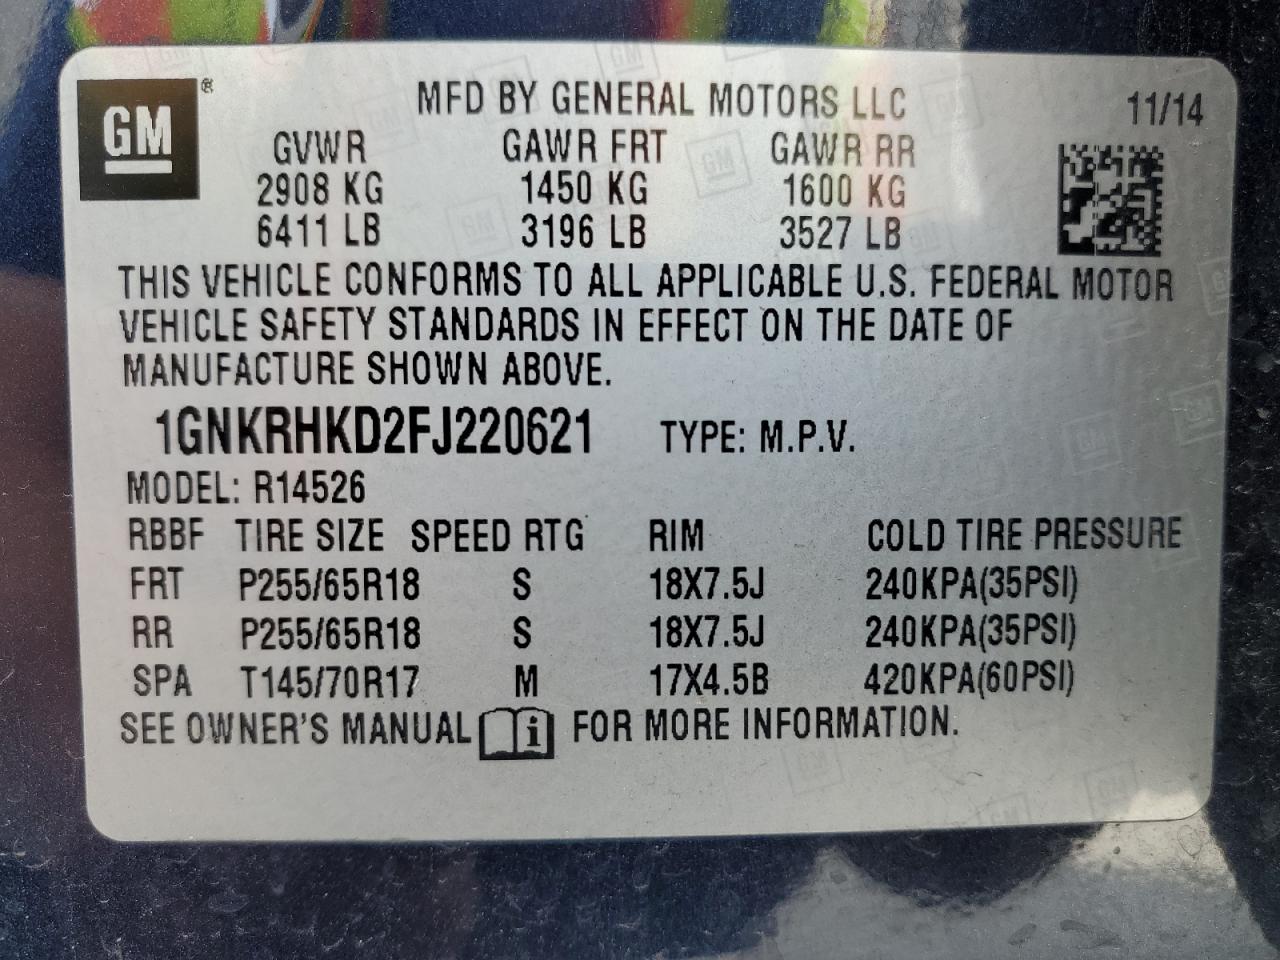 GM ® MFD BY GENERAL MOTORS LLC 11/14
GVWR GAWR FRT GAWR RR
2908 KG 1450 KG 1600 KG
6411 LB 3196 LB 3527 LB
THIS VEHICLE CONFORMS TO ALL APPLICABLE U.S. FEDERAL MOTOR
VEHICLE SAFETY STANDARDS IN EFFECT ON THE DATE OF
MANUFACTURE SHOWN ABOVE.
1GNKRHKD2FJ220621 TYPE: M.P.V.
MODEL: R14526
RBBF TIRE SIZE SPEED RTG RIM COLD TIRE PRESSURE
FRT P255/65R18 S 18X7.5J 240KPA(35PSI)
RR P255/65R18 S 18X7.5J 240KPA(35PSI)
SPA T145/70R17 M 17X4.5B 420KPA(60PSI)
SEE OWNER'S MANUAL i FOR MORE INFORMATION.